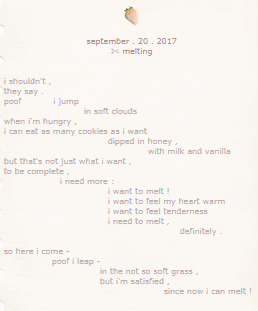 september . 20 . 2017
✄ melting
i shouldn't ,
they say .
poof i jump
in soft clouds
when i'm hungry ,
i can eat as many cookies as i want
dipped in honey ,
with milk and vanilla
but that's not just what i want ,
to be complete ,
i need more :
i want to melt !
i want to feel my heart warm
i want to feel tenderness
i need to melt ,
definitely .
so here i come -
poof i leap -
in the not so soft grass ,
but i'm satisfied ,
since now i can melt !